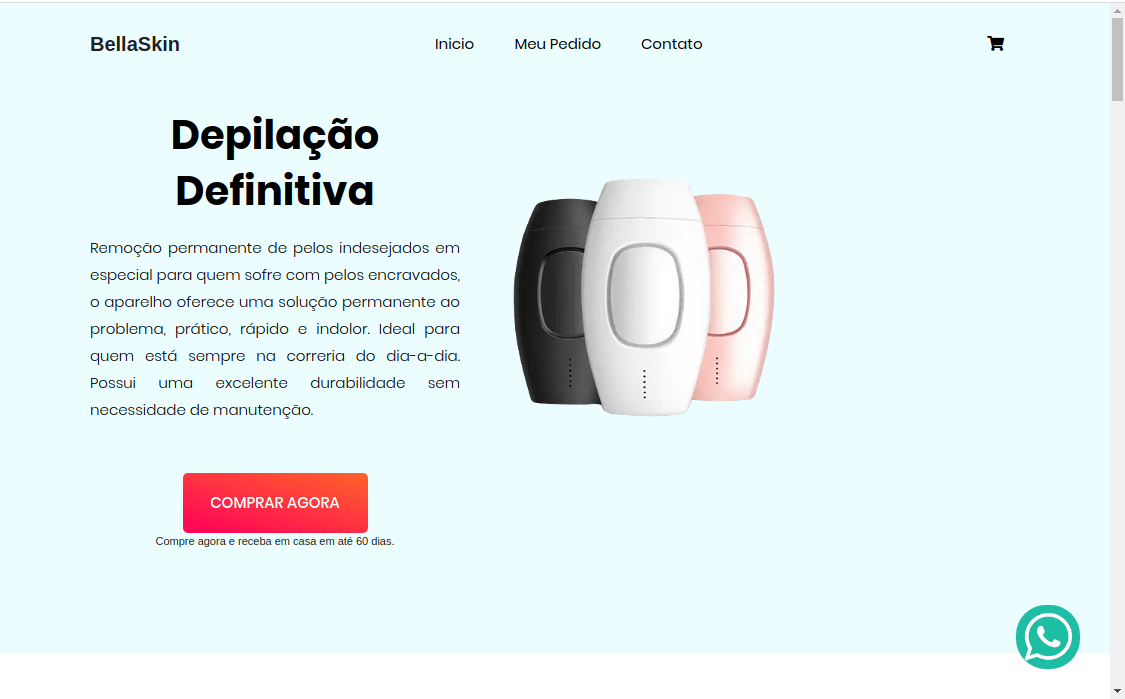 BellaSkin
Inicio
Meu Pedido
Contato
Depilação
Definitiva
Remoção permanente de pelos indesejados em
especial para quem sofre com pelos encravados,
o aparelho oferece uma solução permanente ao
problema, prático, rápido e indolor. Ideal para
quem está sempre na correria do dia-a-dia.
Possui uma excelente durabilidade sem
necessidade de manutenção.
COMPRAR AGORA
Compre agora e receba em casa em até 60 dias.